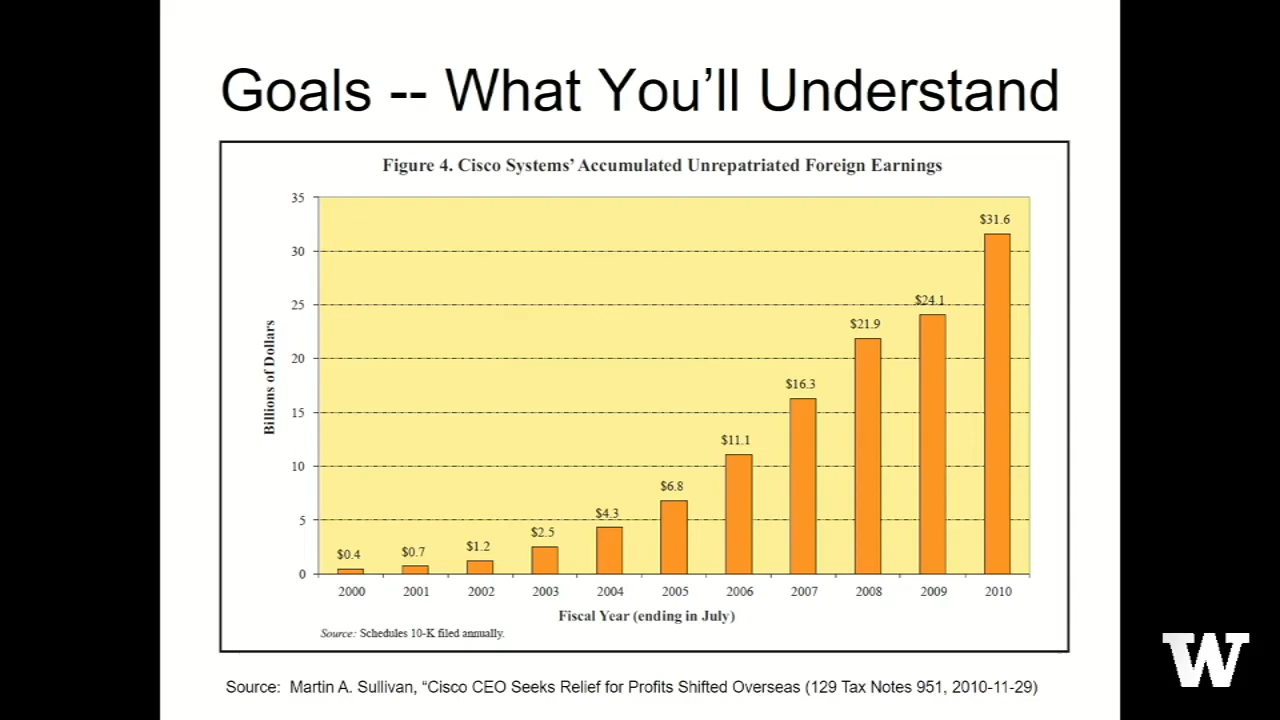 Goals -- What You'll Understand
Figure 4. Cisco Systems' Accumulated Unrepatriated Foreign Earnings
35
30
25
20
15
10
5
0
Billions of Dollars
$0.4
$0.7
$1.2
$2.5
$4.3
$6.8
$11.1
$16.3
$21.9
$24.1
$31.6
2000 2001 2002 2003 2004 2005 2006 2007 2008 2009 2010
Fiscal Year (ending in July)
Source: Schedules 10-K filed annually.
Source: Martin A. Sullivan, “Cisco CEO Seeks Relief for Profits Shifted Overseas (129 Tax Notes 951, 2010-11-29)
W